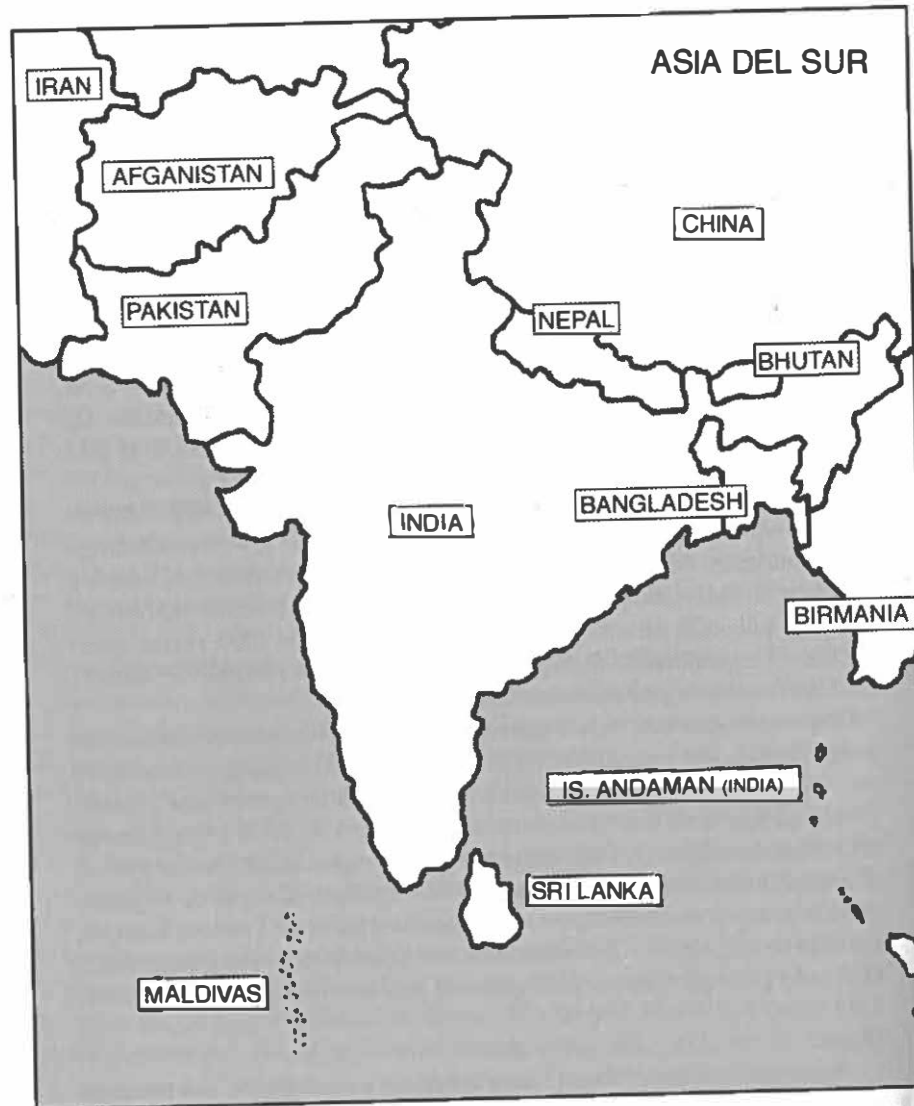 ASIA DEL SUR
IRAN
AFGANISTAN
CHINA
PAKISTAN
NEPAL
BHUTAN
BANGLADESH
INDIA
BIRMANIA
IS. ANDAMAN (INDIA)
SRI LANKA
MALDIVAS